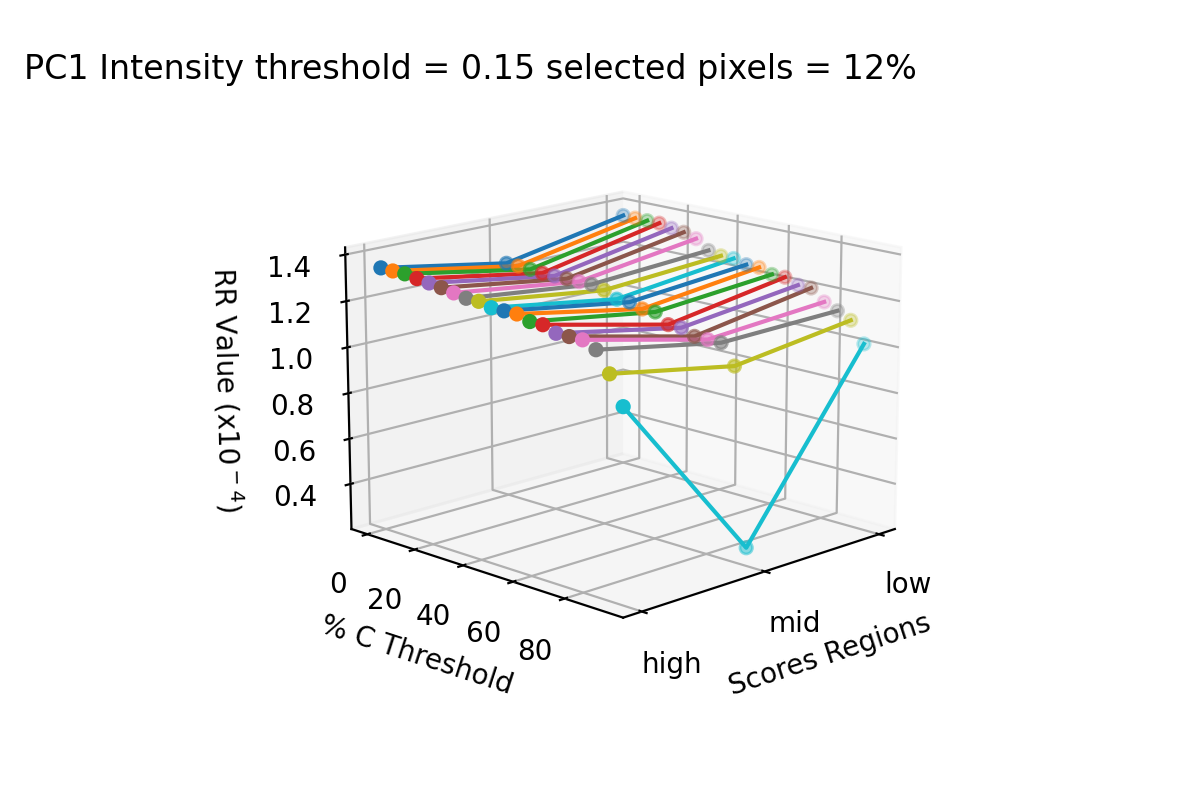 PC1 Intensity threshold = 0.15 selected pixels = 12%
RR Value (x10⁻⁴)
1.4
1.2
1.0
0.8
0.6
0.4
0
20
40
60
80
% C Threshold
high
mid
low
Scores Regions